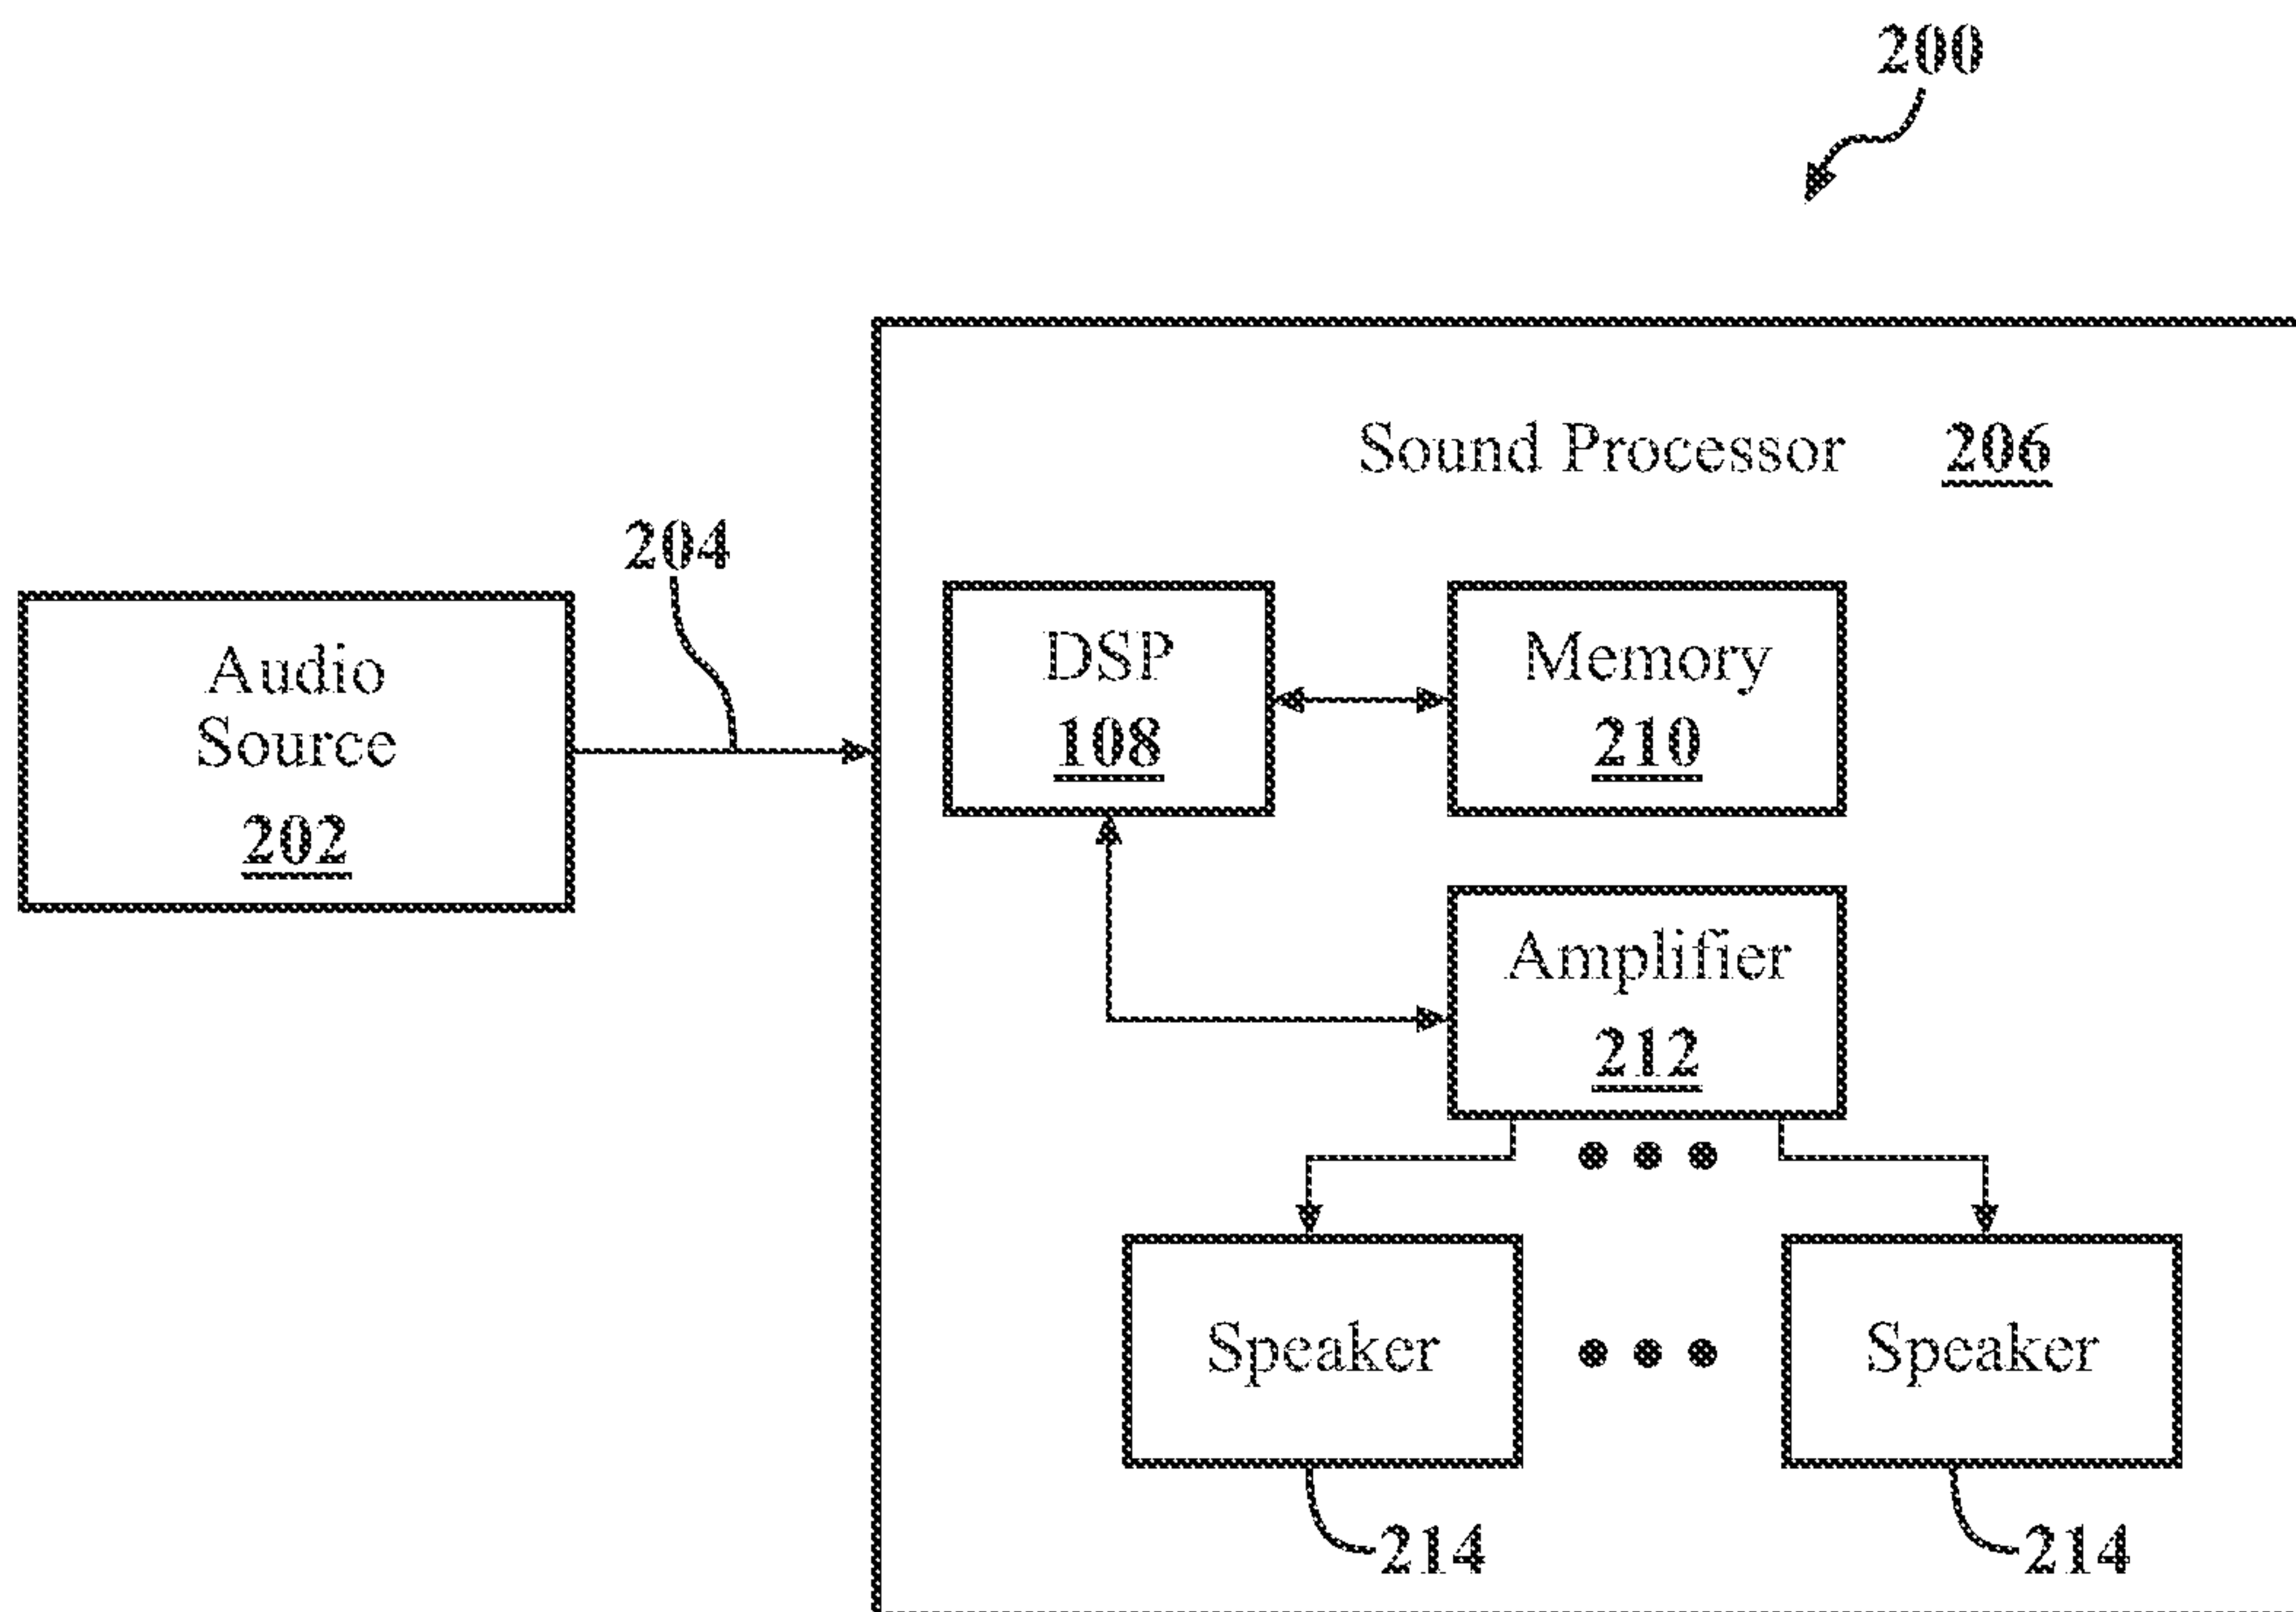 200
Sound Processor 206
204
Audio
Source
202
DSP
108
Memory
210
Amplifier
212
Speaker
Speaker
214
214